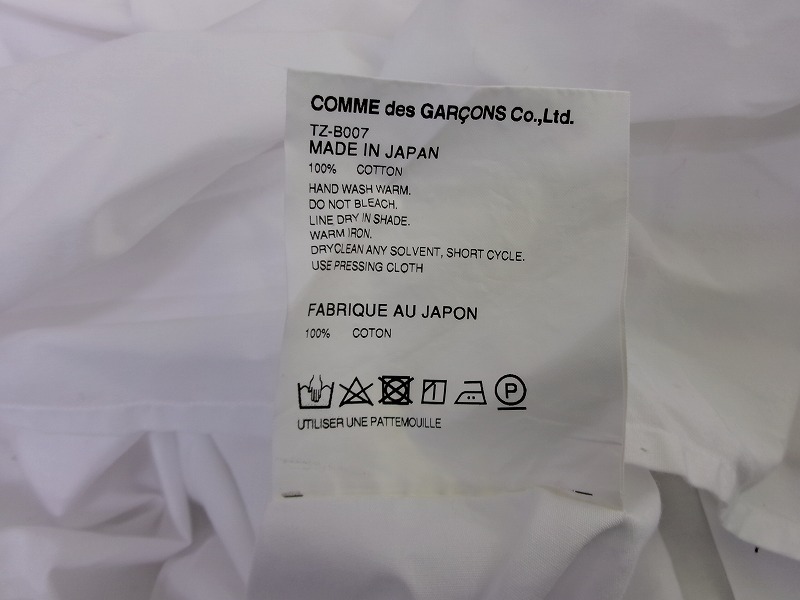 COMME des GARÇONS Co.,Ltd.
TZ-B007
MADE IN JAPAN
100% COTTON
HAND WASH WARM.
DO NOT BLEACH.
LINE DRY IN SHADE.
WARM IRON.
DRYCLEAN ANY SOLVENT, SHORT CYCLE.
USE PRESSING CLOTH
FABRIQUE AU JAPON
100% COTON
P
UTILISER UNE PATTEMOUILLE